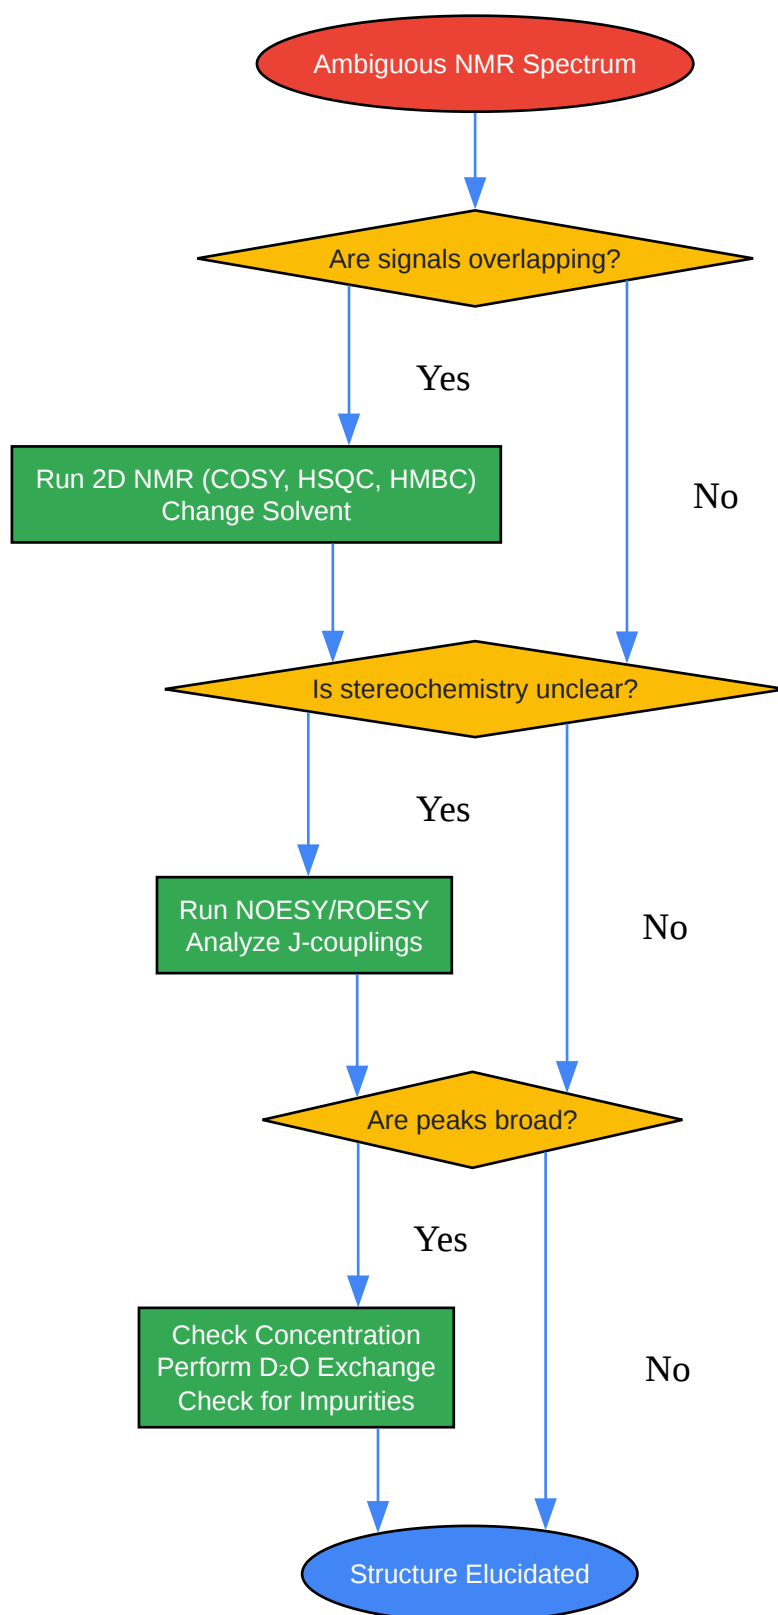 Ambiguous NMR Spectrum
Are signals overlapping?
Yes
Run 2D NMR (COSY, HSQC, HMBC)
Change Solvent
No
Is stereochemistry unclear?
Yes
Run NOESY/ROESY
Analyze J-couplings
No
Are peaks broad?
Yes
Check Concentration
Perform D₂O Exchange
Check for Impurities
No
Structure Elucidated